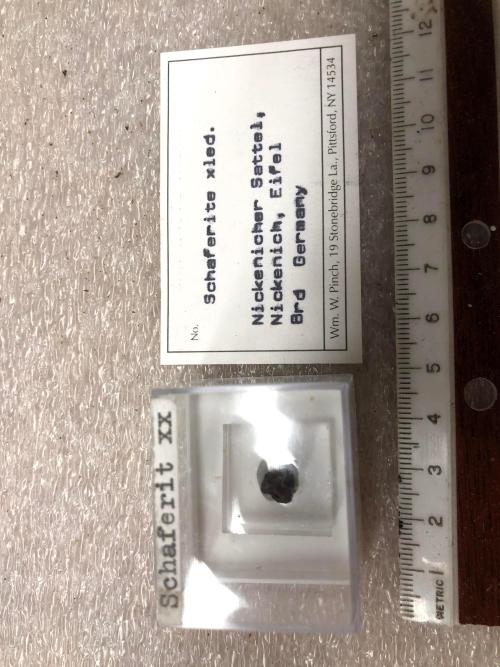 No.
Schaferite xled.
Nickenicher Sattel,
Nickenich, Eifel
Brd Germany
Wm. W. Pinch, 19 Stonebridge La., Pittsford, NY 14534
Schaferit xx
METRIC 1 2 3 4 5 6 7 8 9 10 11 12